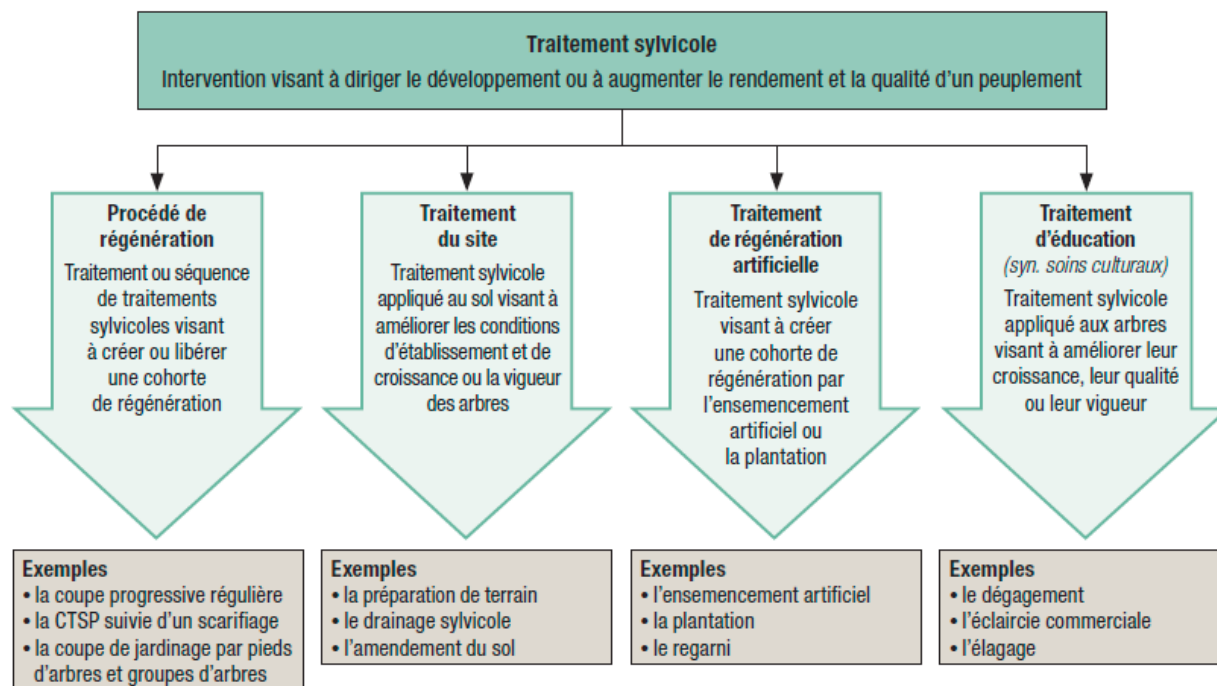 Traitement sylvicole
Intervention visant à diriger le développement ou à augmenter le rendement et la qualité d’un peuplement
Procédé de
régénération
Traitement ou séquence
de traitements
sylvicoles visant
à créer ou libérer
une cohorte
de régénération
Traitement
du site
Traitement sylvicole
appliqué au sol visant à
améliorer les conditions
d’établissement et de
croissance ou la vigueur
des arbres
Traitement
de régénération
artificielle
Traitement sylvicole
visant à créer
une cohorte de
régénération par
l’ensemencement
artificiel ou
la plantation
Traitement
d’éducation
(syn. soins culturaux)
Traitement sylvicole
appliqué aux arbres
visant à améliorer leur
croissance, leur qualité
ou leur vigueur
Exemples
• la coupe progressive régulière
• la CTSP suivie d’un scarifiage
• la coupe de jardinage par pieds
d’arbres et groupes d’arbres
Exemples
• la préparation de terrain
• le drainage sylvicole
• l’amendement du sol
Exemples
• l’ensemencement artificiel
• la plantation
• le regarni
Exemples
• le dégagement
• l’éclaircie commerciale
• l’élagage